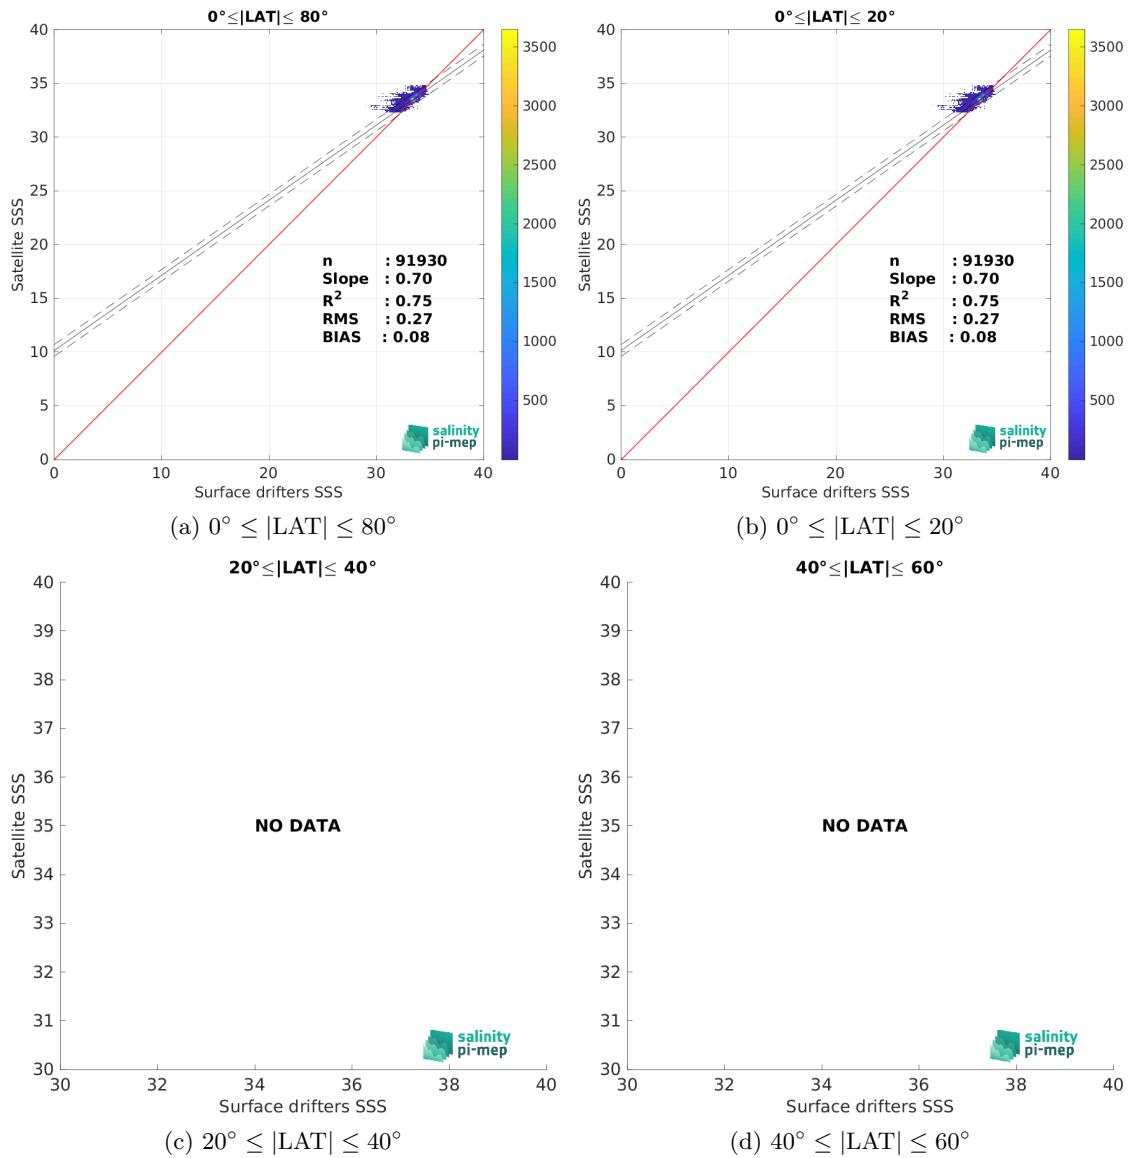 0°≤|LAT|≤ 80°
40
35
30
25
20
15
10
5
0
Satellite SSS
n : 91930
Slope : 0.70
R² : 0.75
RMS : 0.27
BIAS : 0.08
salinity
pi-mep
0 10 20 30 40
Surface drifters SSS
3500
3000
2500
2000
1500
1000
500
(a) 0° ≤ |LAT| ≤ 80°
0°≤|LAT|≤ 20°
40
35
30
25
20
15
10
5
0
Satellite SSS
n : 91930
Slope : 0.70
R² : 0.75
RMS : 0.27
BIAS : 0.08
salinity
pi-mep
0 10 20 30 40
Surface drifters SSS
3500
3000
2500
2000
1500
1000
500
(b) 0° ≤ |LAT| ≤ 20°
20°≤|LAT|≤ 40°
40
39
38
37
36
35
34
33
32
31
30
Satellite SSS
NO DATA
salinity
pi-mep
30 32 34 36 38 40
Surface drifters SSS
(c) 20° ≤ |LAT| ≤ 40°
40°≤|LAT|≤ 60°
40
39
38
37
36
35
34
33
32
31
30
Satellite SSS
NO DATA
salinity
pi-mep
30 32 34 36 38 40
Surface drifters SSS
(d) 40° ≤ |LAT| ≤ 60°